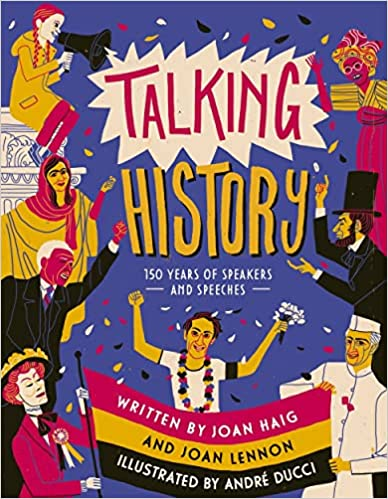 TALKING
HISTORY
150 YEARS OF SPEAKERS
AND SPEECHES
WRITTEN BY JOAN HAIG
AND JOAN LENNON
ILLUSTRATED BY ANDRÉ DUCCI